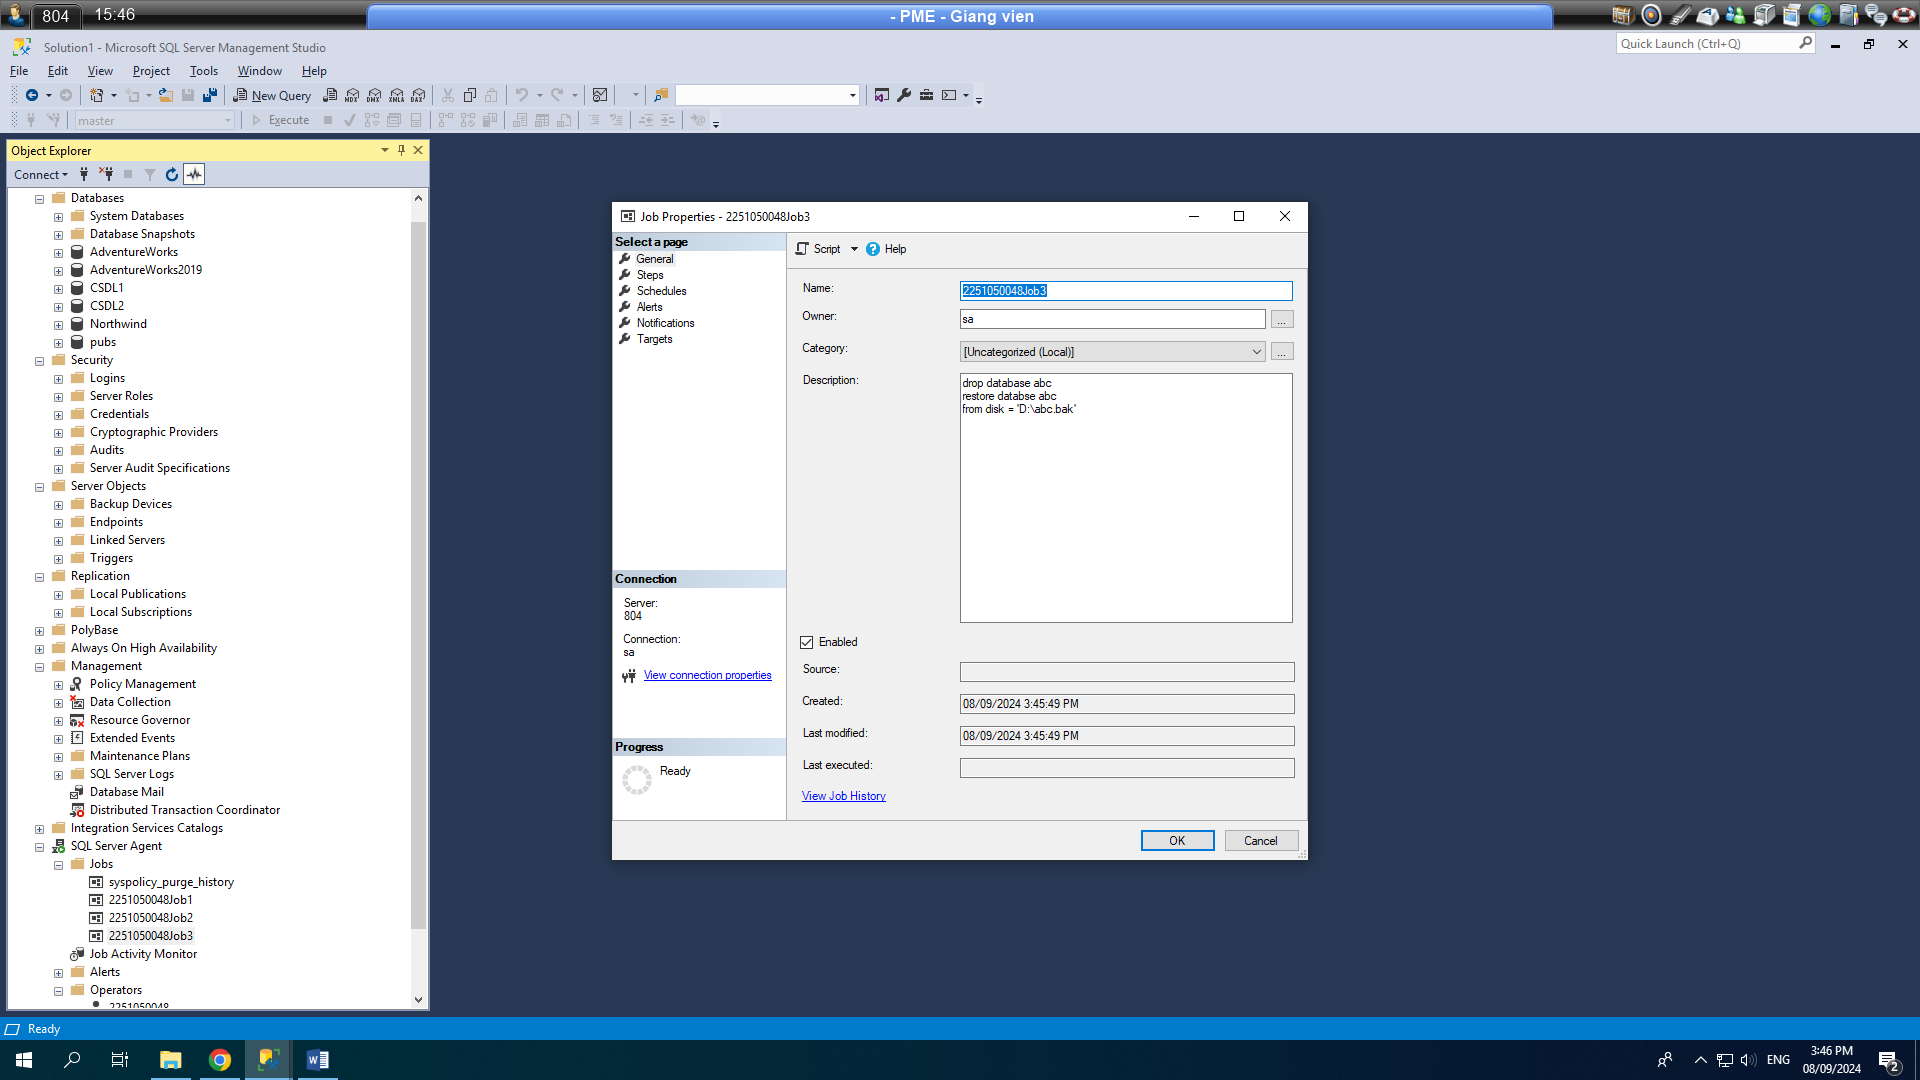 804
15:46
- PME - Giang vien
Solution1 - Microsoft SQL Server Management Studio
Quick Launch (Ctrl+Q)
File Edit View Project Tools Window Help
New Query MDX DMX XMLA DAX
master Execute
Object Explorer
Connect
Databases
System Databases
Database Snapshots
AdventureWorks
AdventureWorks2019
CSDL1
CSDL2
Northwind
pubs
Security
Logins
Server Roles
Credentials
Cryptographic Providers
Audits
Server Audit Specifications
Server Objects
Backup Devices
Endpoints
Linked Servers
Triggers
Replication
Local Publications
Local Subscriptions
PolyBase
Always On High Availability
Management
Policy Management
Data Collection
Resource Governor
Extended Events
Maintenance Plans
SQL Server Logs
Database Mail
Distributed Transaction Coordinator
Integration Services Catalogs
SQL Server Agent
Jobs
syspolicy_purge_history
2251050048Job1
2251050048Job2
2251050048Job3
Job Activity Monitor
Alerts
Operators
2251050048
Job Properties - 2251050048Job3
Select a page
General
Steps
Schedules
Alerts
Notifications
Targets
Connection
Server:
804
Connection:
sa
View connection properties
Progress
Ready
Script Help
Name: 2251050048Job3
Owner: sa ...
Category: [Uncategorized (Local)] ...
Description: drop database abc
restore databse abc
from disk = 'D:\abc.bak'
Enabled
Source:
Created: 08/09/2024 3:45:49 PM
Last modified: 08/09/2024 3:45:49 PM
Last executed:
View Job History
OK Cancel
Ready
ENG
3:46 PM
08/09/2024
2